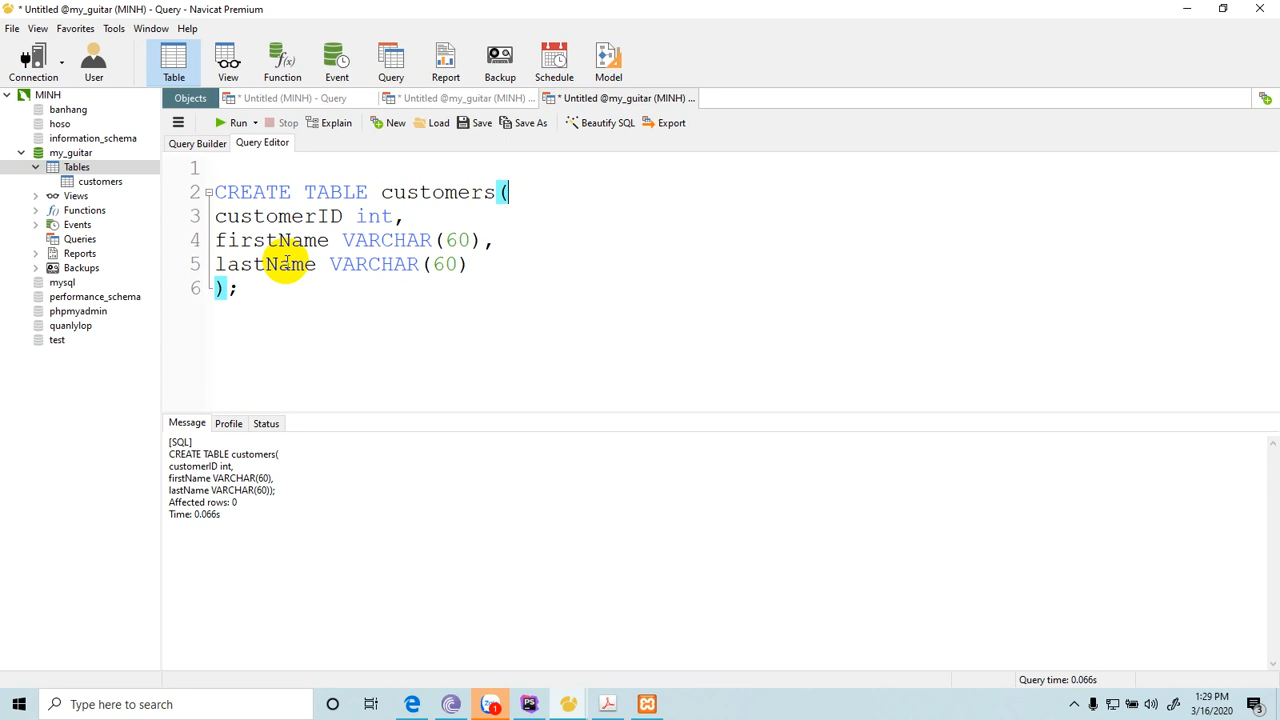 * Untitled @my_guitar (MINH) - Query - Navicat Premium
File View Favorites Tools Window Help
Connection User Table View Function Event Query Report Backup Schedule Model
MINH
banhang
hoso
information_schema
my_guitar
Tables
customers
Views
Functions
Events
Queries
Reports
Backups
mysql
performance_schema
phpmyadmin
quanlylop
test
Objects * Untitled (MINH) - Query * Untitled @my_guitar (MINH) ... * Untitled @my_guitar (MINH) ...
Run Stop Explain New Load Save Save As Beautify SQL Export
Query Builder Query Editor
1
2 CREATE TABLE customers(
3 customerID int,
4 firstName VARCHAR(60),
5 lastName VARCHAR(60)
6 );
Message Profile Status
[SQL]
CREATE TABLE customers(
customerID int,
firstName VARCHAR(60),
lastName VARCHAR(60));
Affected rows: 0
Time: 0.066s
Query time: 0.066s
Type here to search
1
1:29 PM
3/16/2020
3